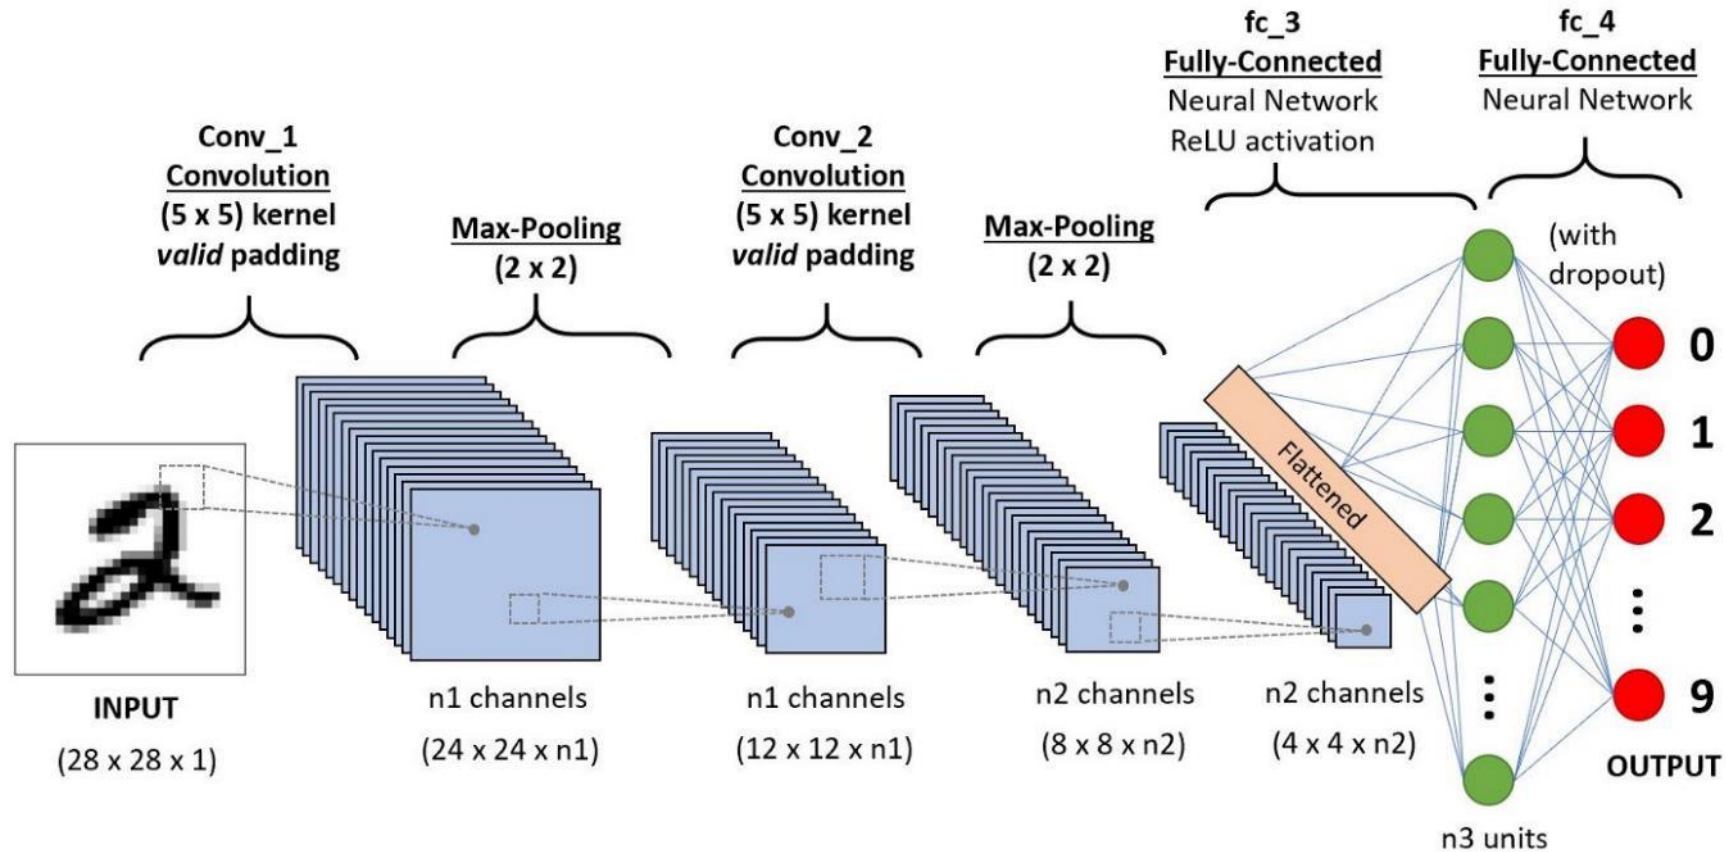 fc_3
Fully-Connected
Neural Network
ReLU activation
fc_4
Fully-Connected
Neural Network
Conv_1
Convolution
(5 x 5) kernel
valid padding
Max-Pooling
(2 x 2)
Conv_2
Convolution
(5 x 5) kernel
valid padding
Max-Pooling
(2 x 2)
(with
dropout)
Flattened
0
1
2
9
INPUT
(28 x 28 x 1)
n1 channels
(24 x 24 x n1)
n1 channels
(12 x 12 x n1)
n2 channels
(8 x 8 x n2)
n2 channels
(4 x 4 x n2)
OUTPUT
n3 units